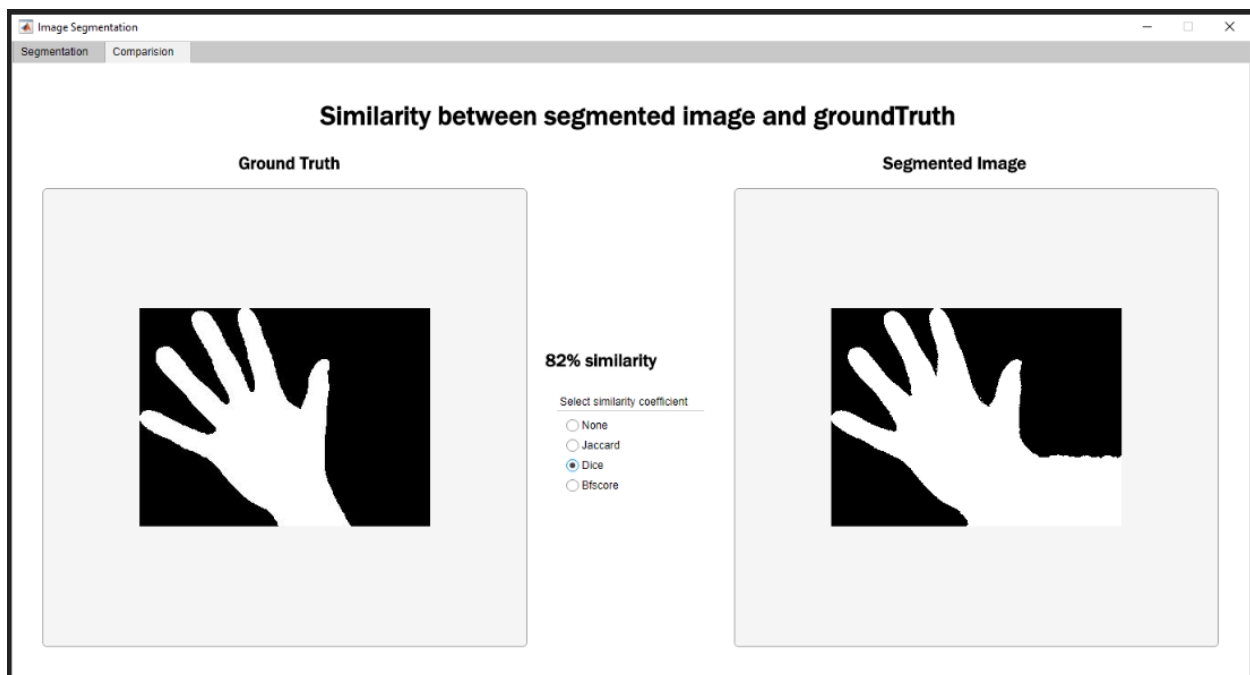 Image Segmentation
Segmentation Comparision
Similarity between segmented image and groundTruth
Ground Truth
Segmented Image
82% similarity
Select similarity coefficient
None
Jaccard
Dice
Bfscore